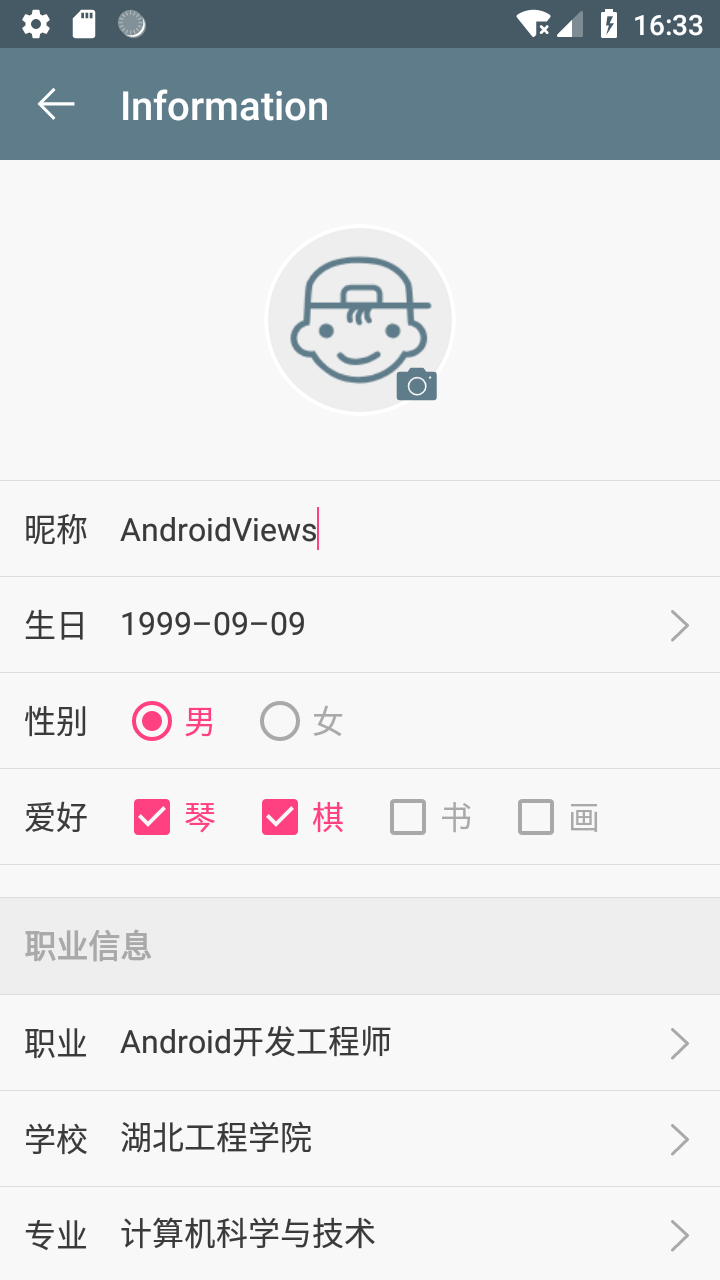 16:33
Information
昵称 AndroidViews
生日 1999-09-09
性别 男 女
爱好 琴 棋 书 画
职业信息
职业 Android开发工程师
学校 湖北工程学院
专业 计算机科学与技术